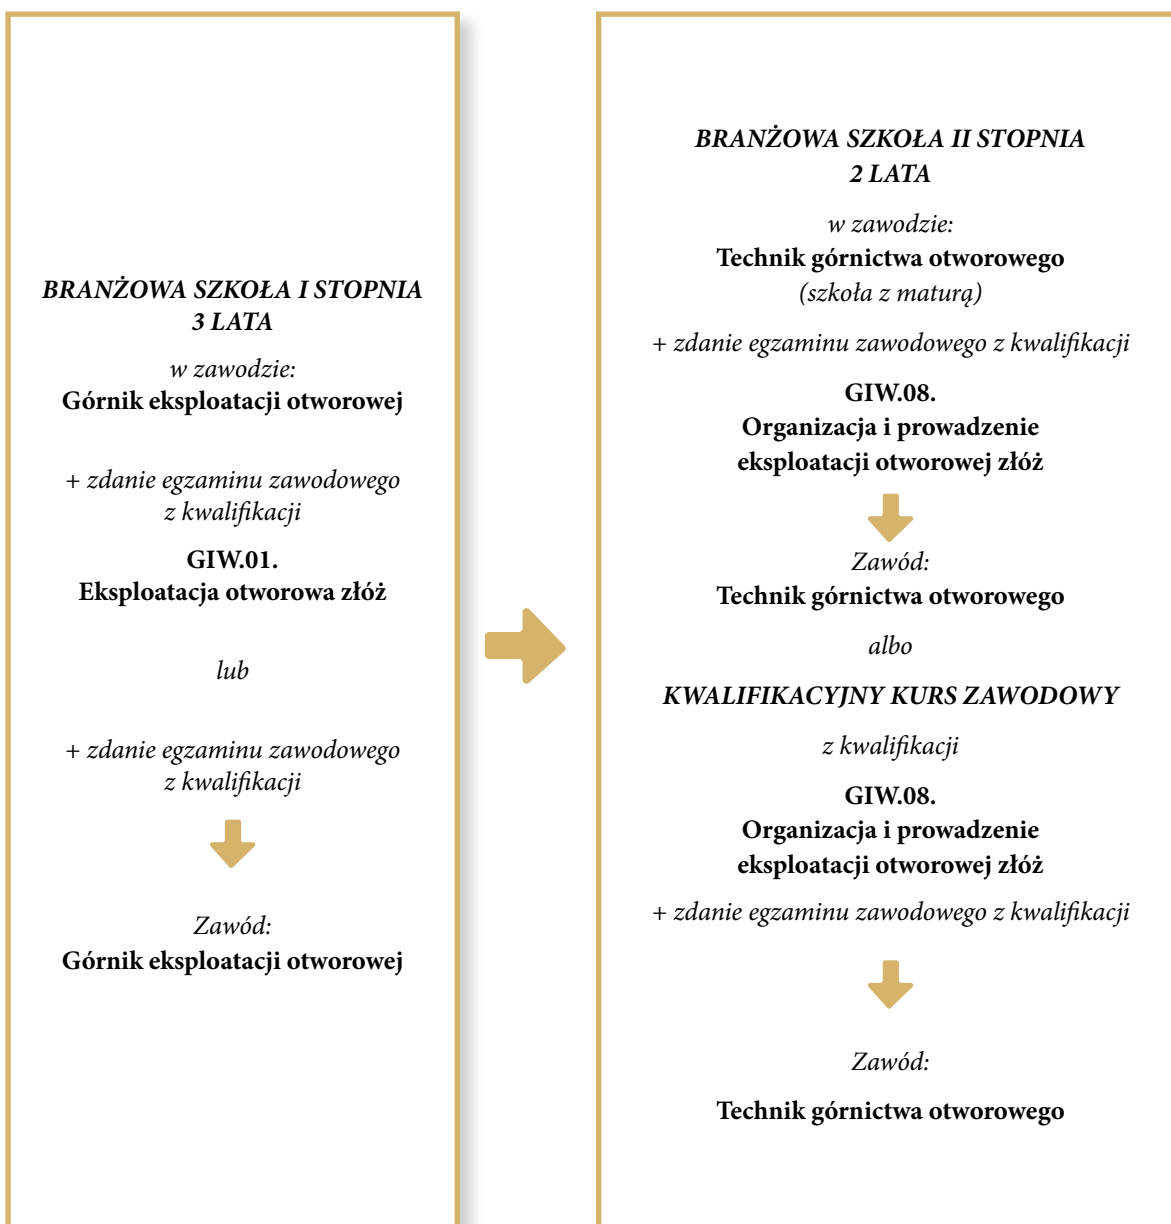 BRANŻOWA SZKOŁA I STOPNIA
3 LATA
w zawodzie:
Górnik eksploatacji otworowej
+ zdanie egzaminu zawodowego
z kwalifikacji
GIW.01.
Eksploatacja otworowa złóż
lub
+ zdanie egzaminu zawodowego
z kwalifikacji
Zawód:
Górnik eksploatacji otworowej
BRANŻOWA SZKOŁA II STOPNIA
2 LATA
w zawodzie:
Technik górnictwa otworowego
(szkoła z maturą)
+ zdanie egzaminu zawodowego z kwalifikacji
GIW.08.
Organizacja i prowadzenie
eksploatacji otworowej złóż
Zawód:
Technik górnictwa otworowego
albo
KWALIFIKACYJNY KURS ZAWODOWY
z kwalifikacji
GIW.08.
Organizacja i prowadzenie
eksploatacji otworowej złóż
+ zdanie egzaminu zawodowego z kwalifikacji
Zawód:
Technik górnictwa otworowego